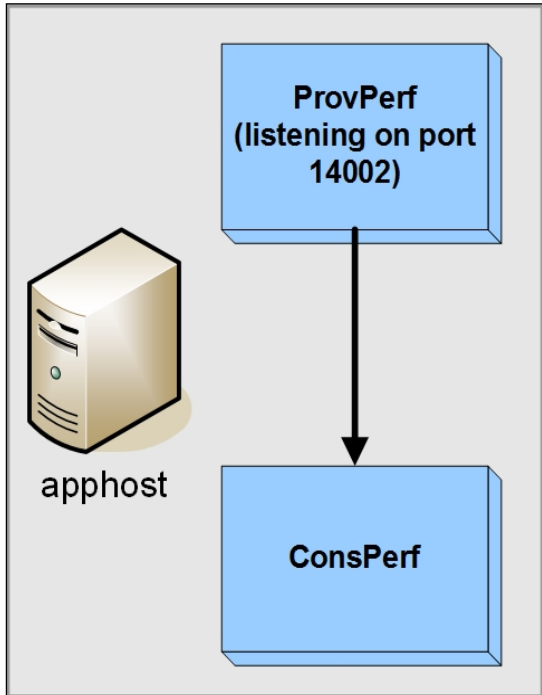 ProvPerf
(listening on port
14002)
apphost
ConsPerf